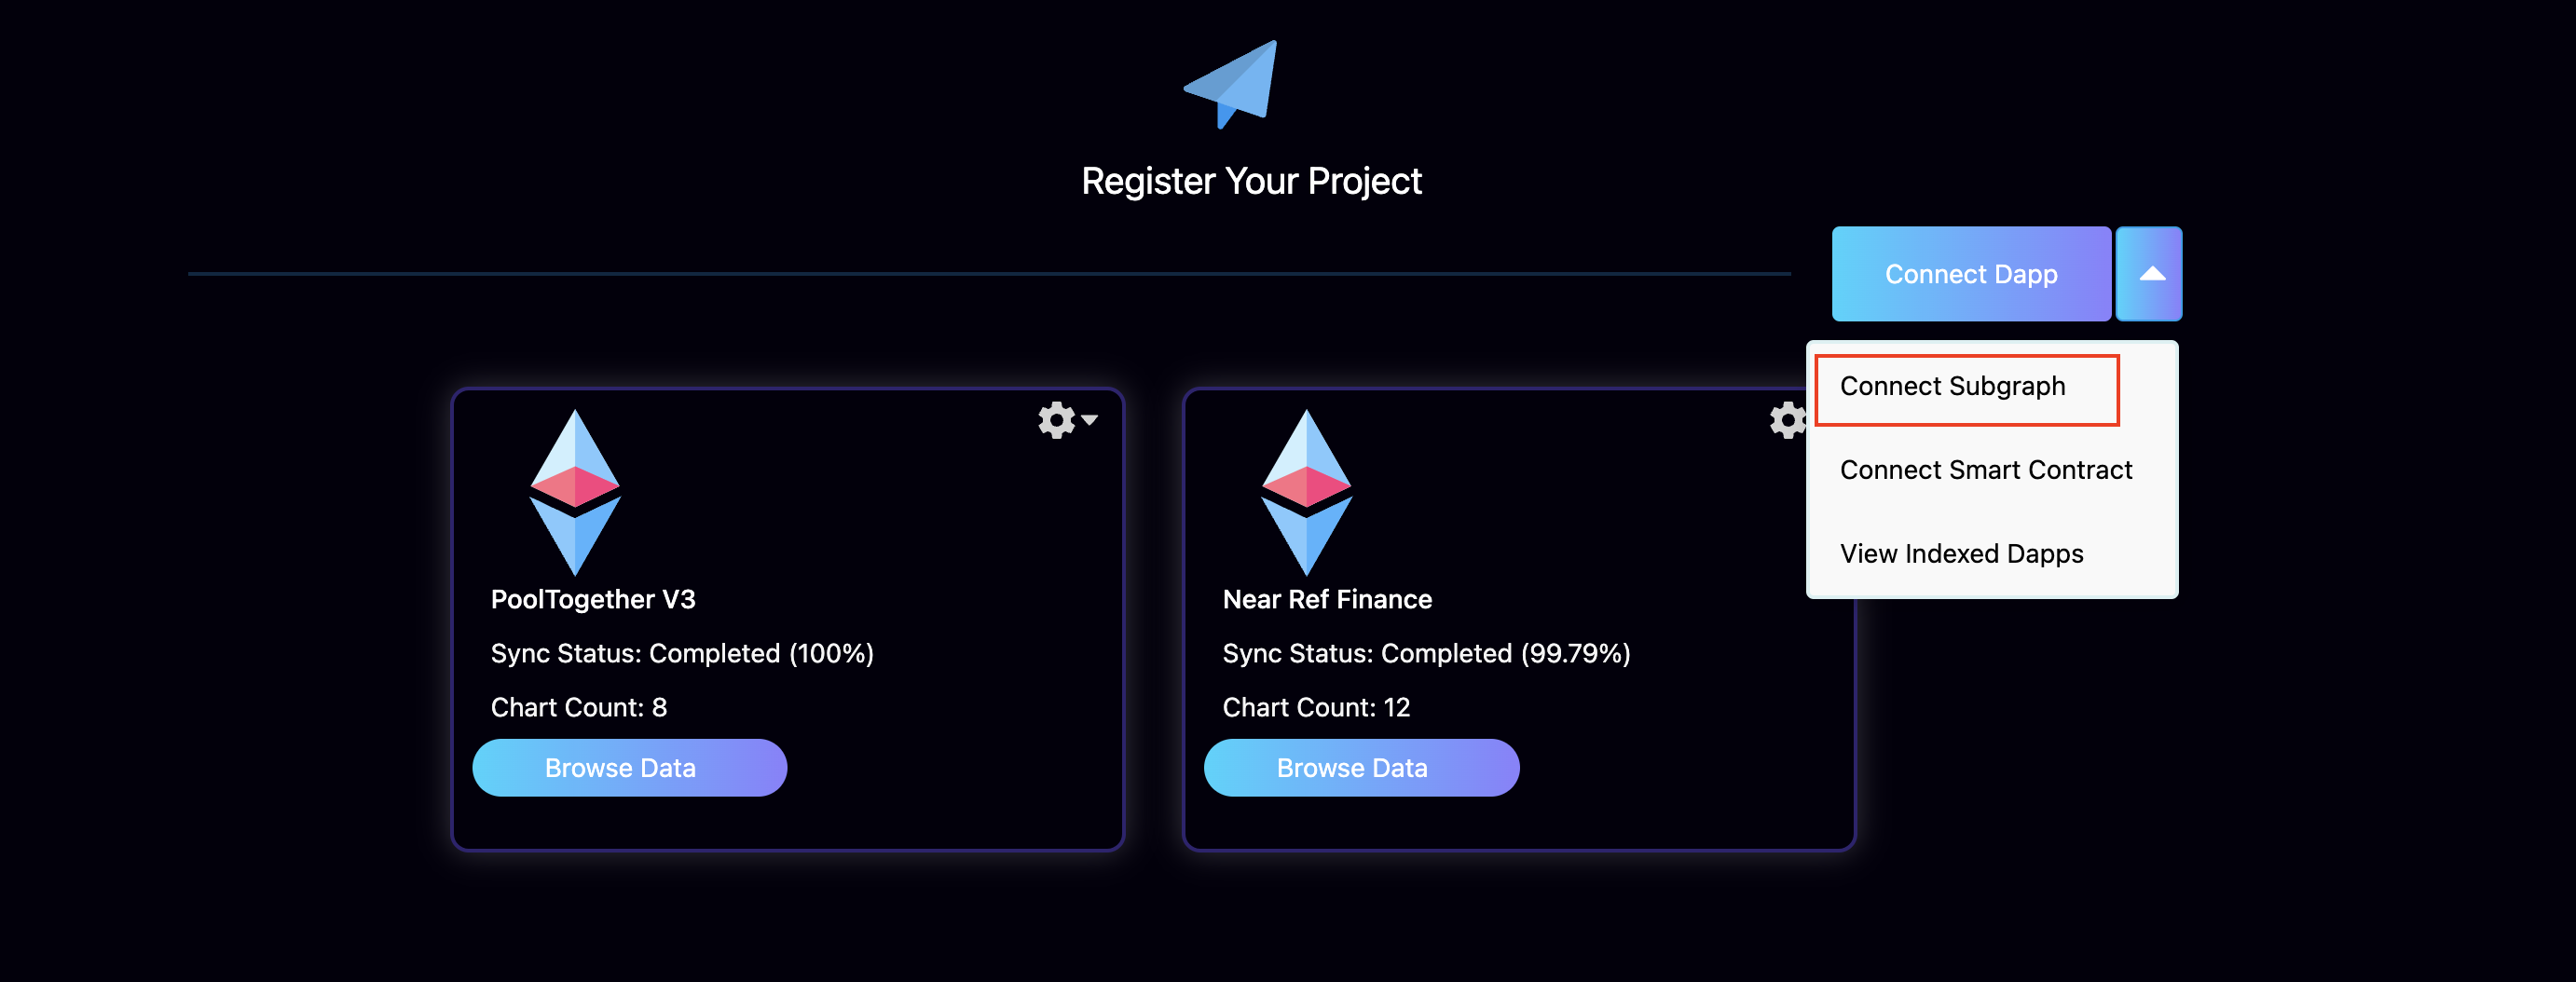 Register Your Project
Connect Dapp
Connect Subgraph
Connect Smart Contract
View Indexed Dapps
PoolTogether V3
Sync Status: Completed (100%)
Chart Count: 8
Browse Data
Near Ref Finance
Sync Status: Completed (99.79%)
Chart Count: 12
Browse Data